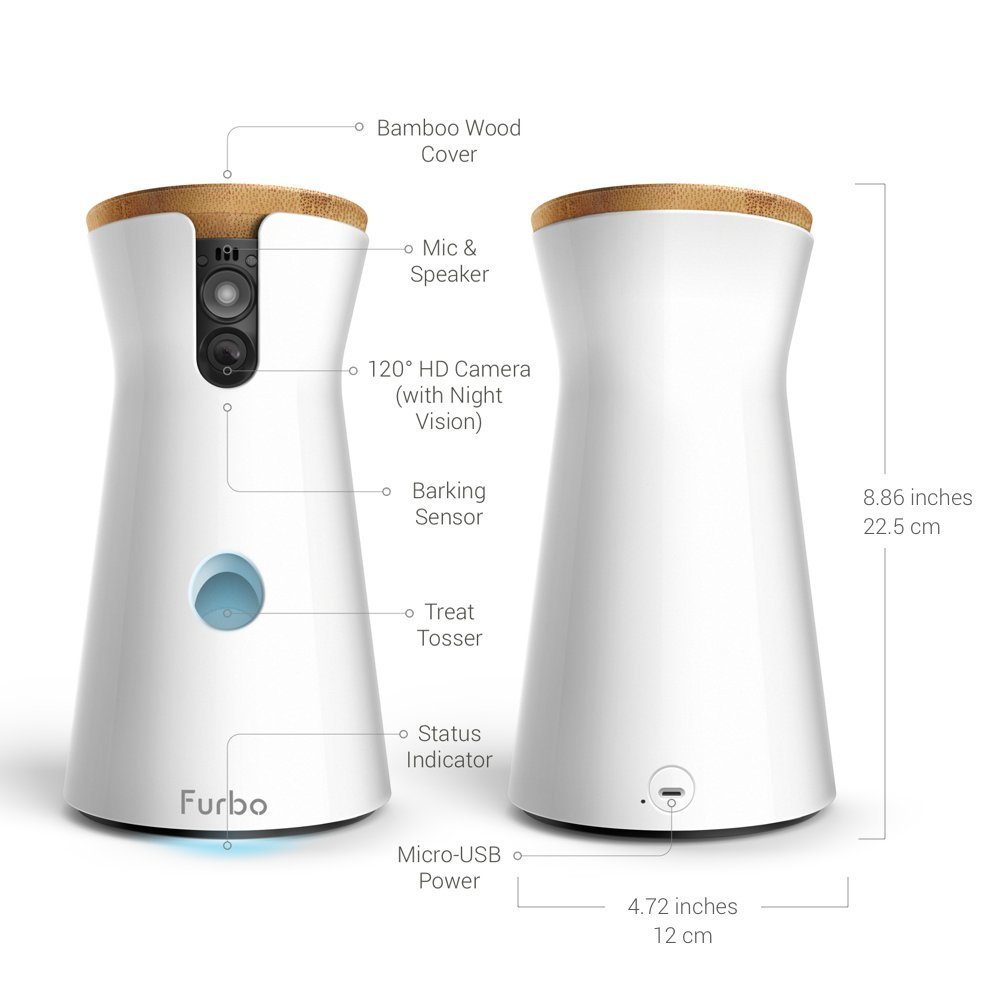 Bamboo Wood
Cover
Mic &
Speaker
120° HD Camera
(with Night
Vision)
Barking
Sensor
8.86 inches
22.5 cm
Treat
Tosser
Status
Indicator
Furbo
Micro-USB
Power
4.72 inches
12 cm